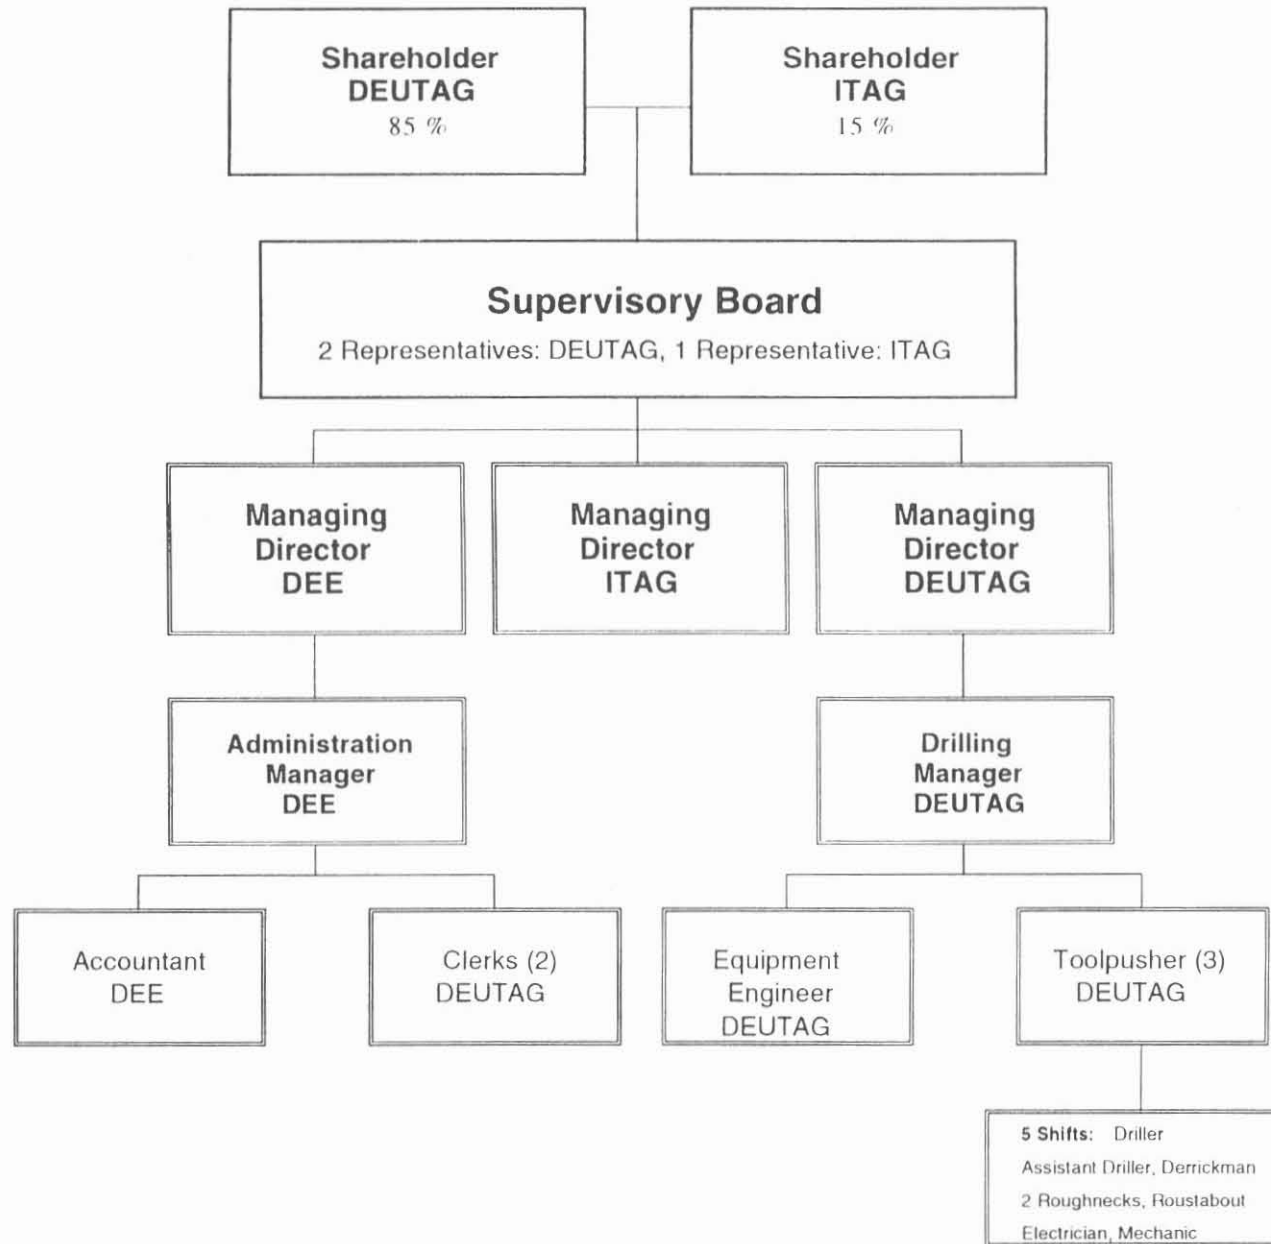 Shareholder
DEUTAG
85 %
Shareholder
ITAG
15 %
Supervisory Board
2 Representatives: DEUTAG, 1 Representative: ITAG
Managing
Director
DEE
Managing
Director
ITAG
Managing
Director
DEUTAG
Administration
Manager
DEE
Drilling
Manager
DEUTAG
Accountant
DEE
Clerks (2)
DEUTAG
Equipment
Engineer
DEUTAG
Toolpusher (3)
DEUTAG
5 Shifts: Driller
Assistant Driller, Derrickman
2 Roughnecks, Roustabout
Electrician, Mechanic